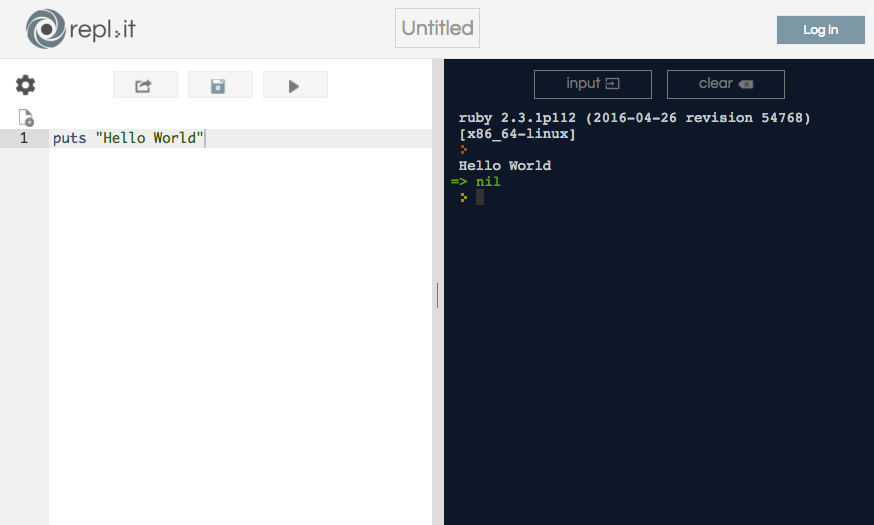 repl.it
Untitled
Log in
input
clear
1 puts "Hello World"
ruby 2.3.1p112 (2016-04-26 revision 54768)
[x86_64-linux]
Hello World
=> nil